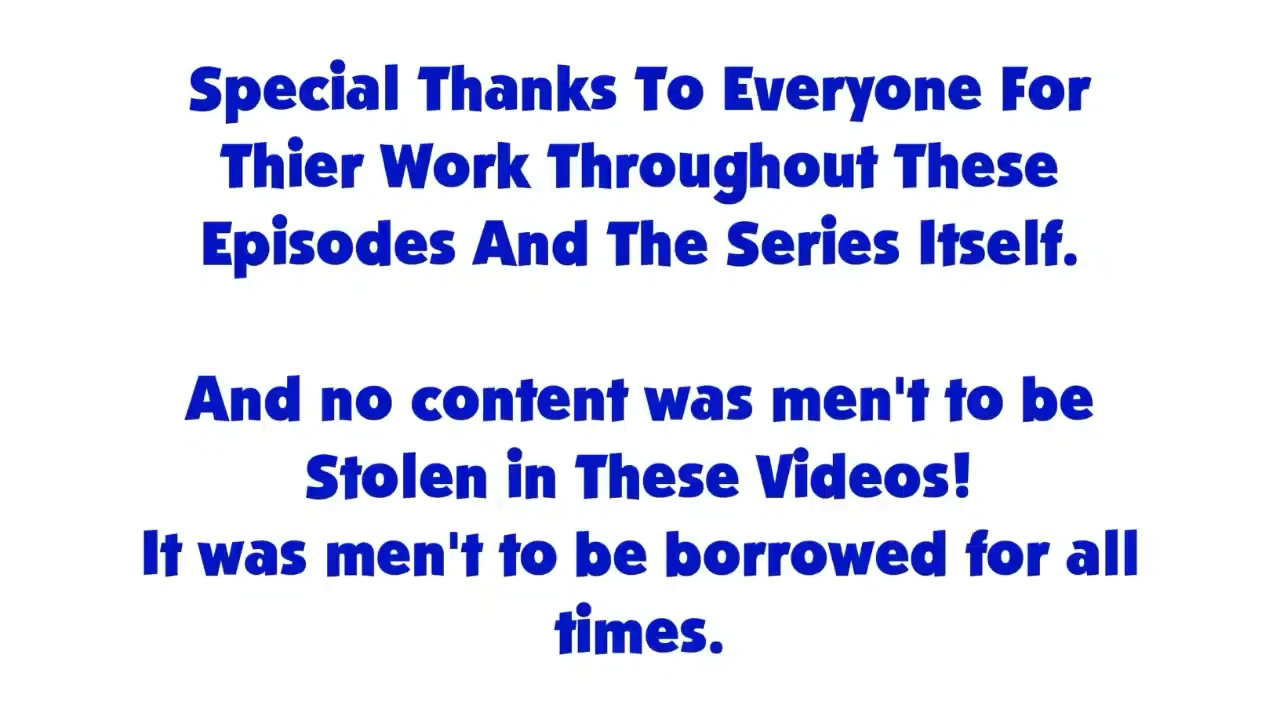 Special Thanks To Everyone For
Thier Work Throughout These
Episodes And The Series Itself.
And no content was men't to be
Stolen in These Videos!
It was men't to be borrowed for all
times.